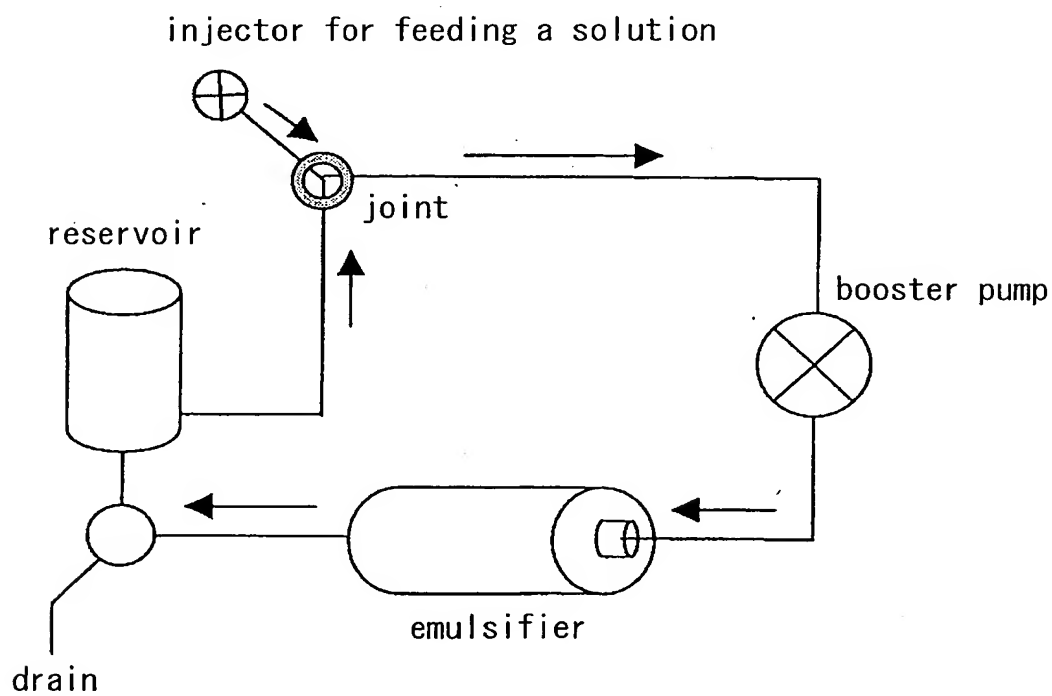 injector for feeding a solution
joint
reservoir
booster pump
emulsifier
drain